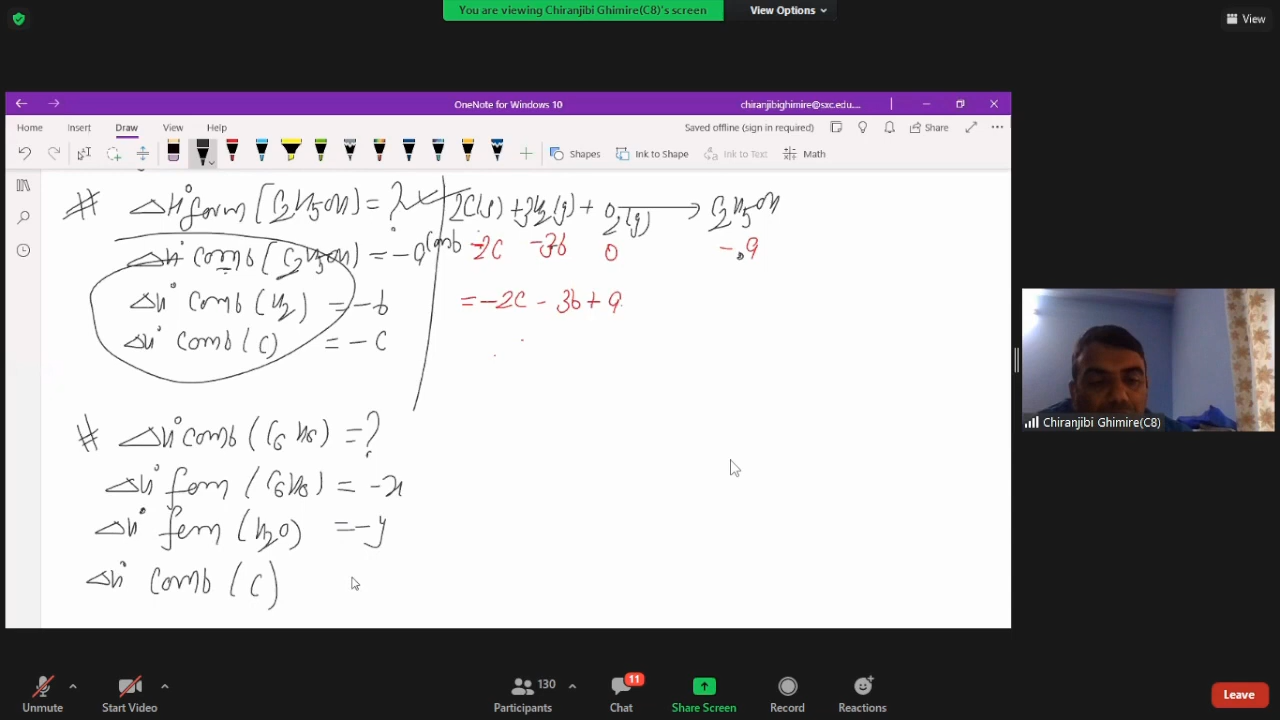 You are viewing Chiranjibi Ghimire(C8)'s screen
View Options
View
OneNote for Windows 10
chiranjibighimire@sxc.edu....
Home Insert Draw View Help
Saved offline (sign in required)
Share
Shapes
Ink to Shape
Ink to Text
Math
# ΔH° form [C2H5OH] = ?
2C(g) + 3H2(g) + O2(g) → C2H5OH
ΔH° comb [C2H5OH] = -a
comb -2C -3b 0 -a
ΔH° comb (H2) = -b
= -2C - 3b + a
ΔH° comb (C) = -C
# ΔH° comb (C6H6) = ?
ΔH° form (C6H6) = -x
ΔH° form (H2O) = -y
ΔH° comb (C)
Chiranjibi Ghimire(C8)
Unmute
Start Video
130
Participants
11
Chat
Share Screen
Record
Reactions
Leave